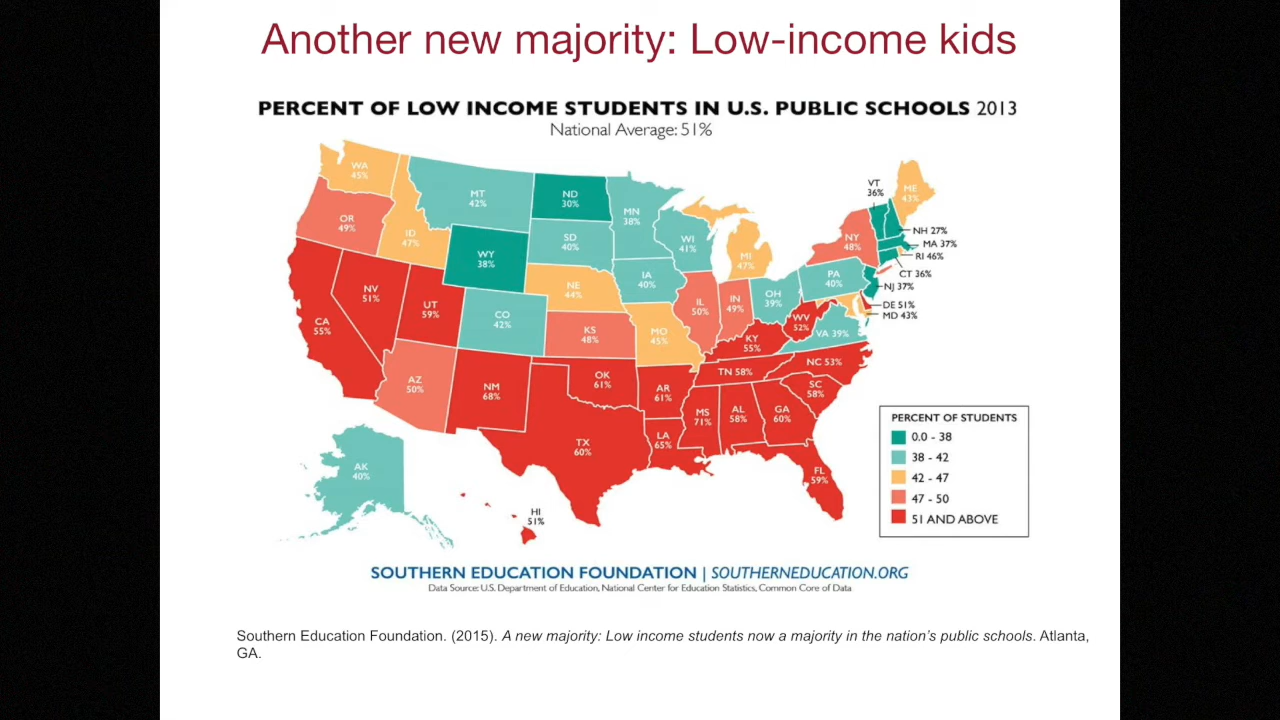 Another new majority: Low-income kids
PERCENT OF LOW INCOME STUDENTS IN U.S. PUBLIC SCHOOLS 2013
National Average: 51%
WA
45%
OR
49%
ID
47%
MT
42%
ND
30%
MN
38%
WI
41%
MI
47%
NY
48%
VT
36%
ME
43%
NH 27%
MA 37%
RI 46%
CT 36%
NJ 37%
DE 51%
MD 43%
WY
38%
SD
40%
IA
40%
NE
44%
NV
51%
UT
59%
CO
42%
KS
48%
MO
45%
IL
50%
IN
49%
OH
39%
PA
40%
WV
52%
VA 39%
KY
55%
CA
55%
AZ
50%
NM
68%
OK
61%
AR
61%
TN 58%
NC 53%
SC
58%
MS
71%
AL
58%
GA
60%
TX
60%
LA
65%
FL
59%
AK
40%
HI
51%
PERCENT OF STUDENTS
0.0 - 38
38 - 42
42 - 47
47 - 50
51 AND ABOVE
SOUTHERN EDUCATION FOUNDATION | SOUTHERNEDUCATION.ORG
Data Source: U.S. Department of Education, National Center for Education Statistics, Common Core of Data
Southern Education Foundation. (2015). A new majority: Low income students now a majority in the nation's public schools. Atlanta,
GA.